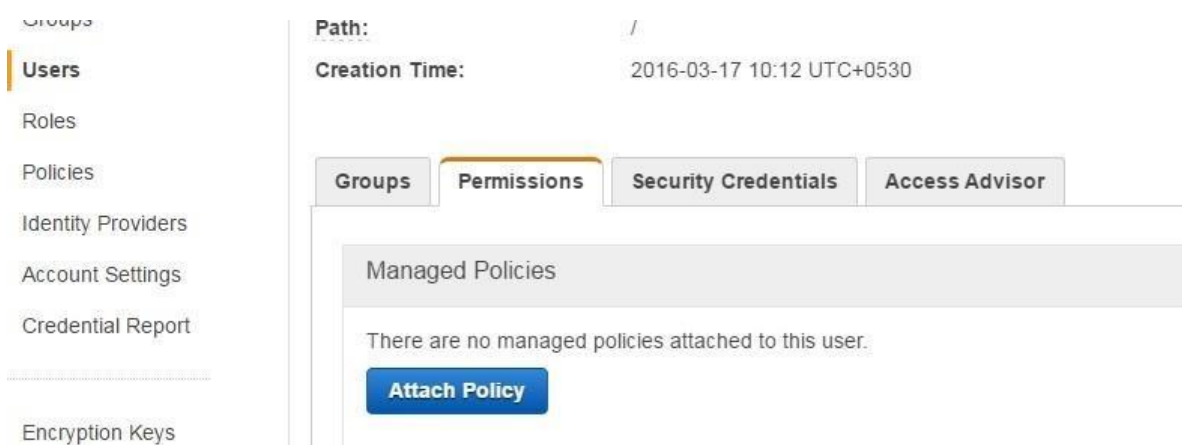 Groups
Users
Roles
Policies
Identity Providers
Account Settings
Credential Report
Encryption Keys
Path: /
Creation Time: 2016-03-17 10:12 UTC+0530
Groups Permissions Security Credentials Access Advisor
Managed Policies
There are no managed policies attached to this user.
Attach Policy